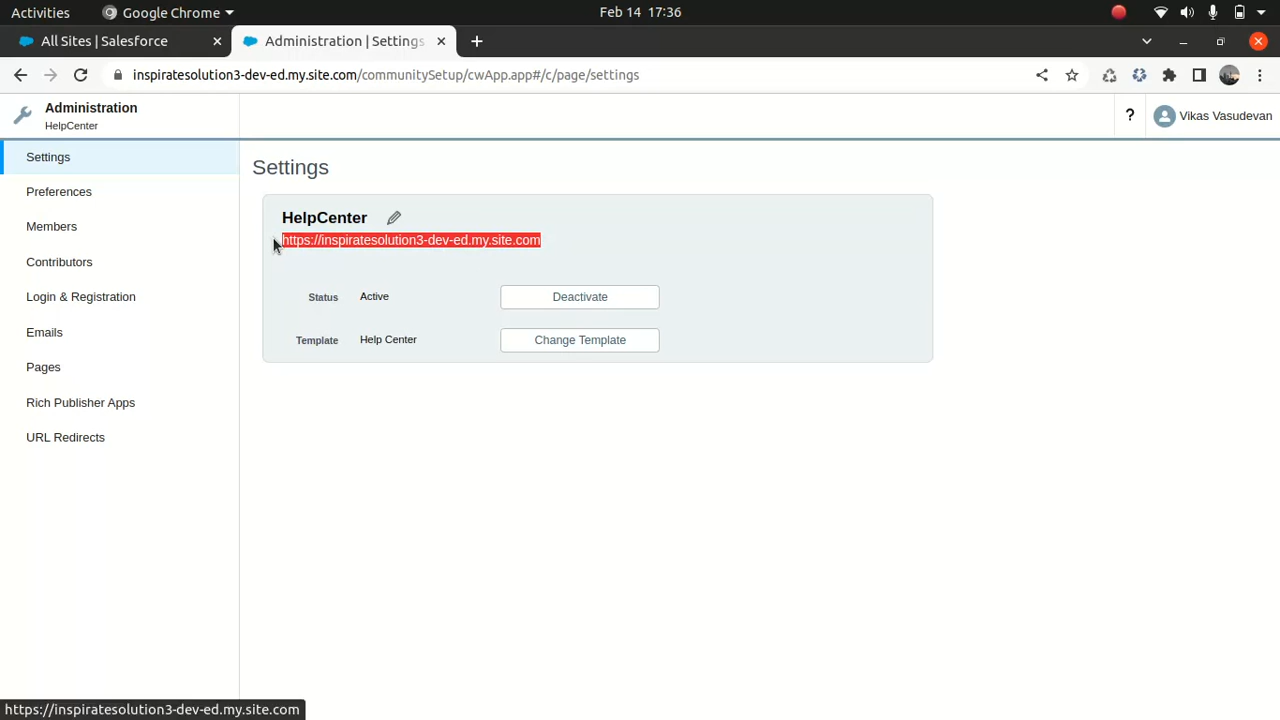 Activities
Google Chrome
Feb 14 17:36
All Sites | Salesforce
Administration | Settings
inspiratesolution3-dev-ed.my.site.com/communitySetup/cwApp.app#/c/page/settings
Administration
HelpCenter
?
Vikas Vasudevan
Settings
Preferences
Members
Contributors
Login & Registration
Emails
Pages
Rich Publisher Apps
URL Redirects
Settings
HelpCenter
https://inspiratesolution3-dev-ed.my.site.com
Status Active Deactivate
Template Help Center Change Template
https://inspiratesolution3-dev-ed.my.site.com